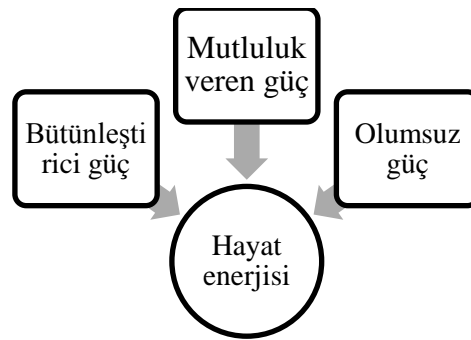 Mutluluk
veren güç
Bütünleşti
rici güç
Olumsuz
güç
Hayat
enerjisi